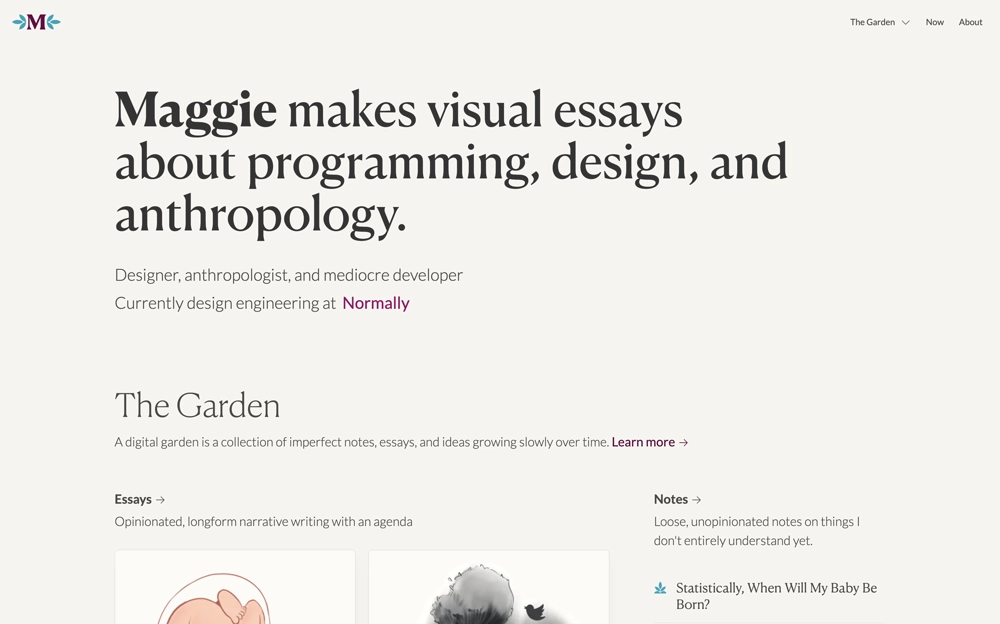 M
The Garden
Now
About
Maggie makes visual essays
about programming, design, and
anthropology.
Designer, anthropologist, and mediocre developer
Currently design engineering at Normally
The Garden
A digital garden is a collection of imperfect notes, essays, and ideas growing slowly over time. Learn more →
Essays →
Opinionated, longform narrative writing with an agenda
Notes →
Loose, unopinionated notes on things I
don't entirely understand yet.
Statistically, When Will My Baby Be
Born?